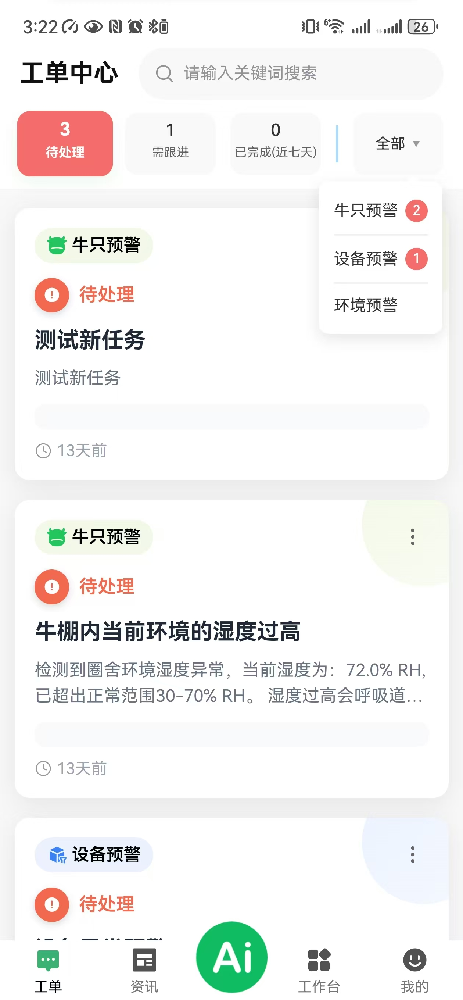 3:22
6+
26
工单中心
请输入关键词搜索
3
待处理
1
需跟进
0
已完成(近七天)
全部
牛只预警 2
设备预警 1
环境预警
牛只预警
待处理
测试新任务
测试新任务
13天前
牛只预警
待处理
牛棚内当前环境的湿度过高
检测到圈舍环境湿度异常，当前湿度为：72.0% RH,
已超出正常范围30-70% RH。 湿度过高会呼吸道...
13天前
设备预警
待处理
工单
资讯
Ai
工作台
我的